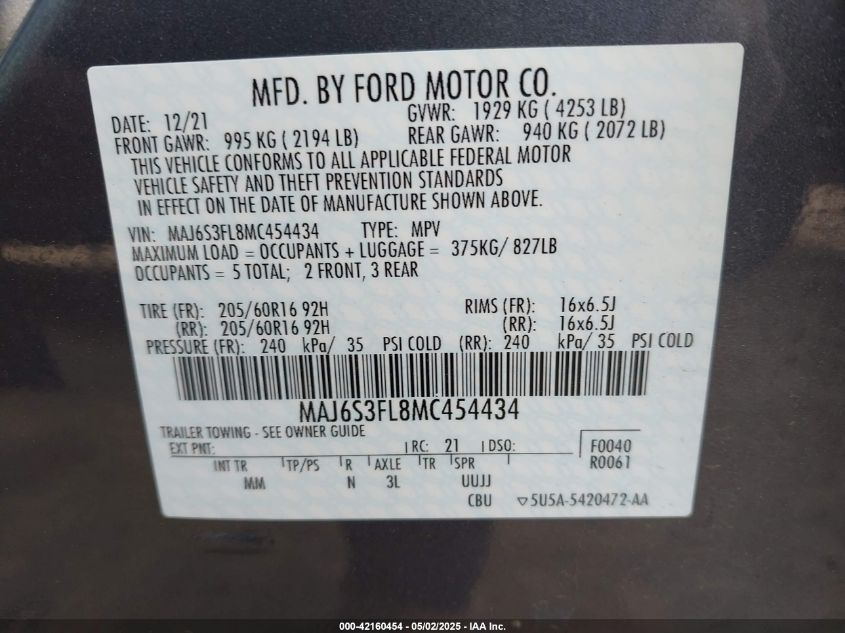 MFD. BY FORD MOTOR CO.
DATE: 12/21 GVWR: 1929 KG ( 4253 LB)
FRONT GAWR: 995 KG ( 2194 LB) REAR GAWR: 940 KG ( 2072 LB)
THIS VEHICLE CONFORMS TO ALL APPLICABLE FEDERAL MOTOR
VEHICLE SAFETY AND THEFT PREVENTION STANDARDS
IN EFFECT ON THE DATE OF MANUFACTURE SHOWN ABOVE.
VIN: MAJ6S3FL8MC454434 TYPE: MPV
MAXIMUM LOAD = OCCUPANTS + LUGGAGE = 375KG/ 827LB
OCCUPANTS = 5 TOTAL; 2 FRONT, 3 REAR
TIRE (FR): 205/60R16 92H RIMS (FR): 16x6.5J
(RR): 205/60R16 92H (RR): 16x6.5J
PRESSURE (FR): 240 kPa/ 35 PSI COLD (RR): 240 kPa/ 35 PSI COLD
MAJ6S3FL8MC454434
TRAILER TOWING - SEE OWNER GUIDE
EXT PNT: RC: 21 DSO: F0040
INT TR TP/PS R AXLE TR SPR R0061
MM N 3L UUJJ
CBU 5U5A-5420472-AA
000-42160454 - 05/02/2025 - IAA Inc.